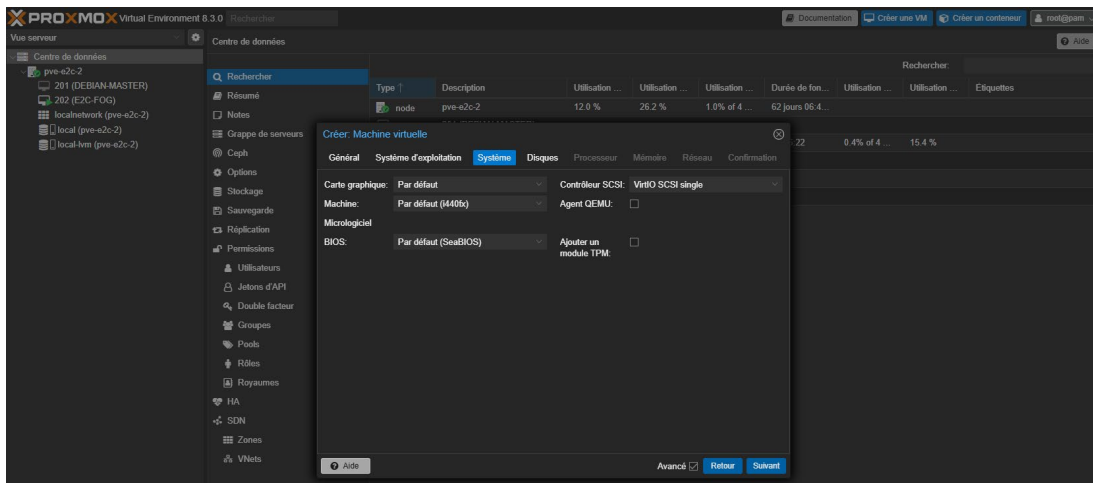 PROXMOX Virtual Environment 8.3.0 Rechercher
Documentation Créer une VM Créer un conteneur root@pam
Vue serveur
Centre de données
pve-e2c-2
201 (DEBIAN-MASTER)
202 (E2C-FOG)
localnetwork (pve-e2c-2)
local (pve-e2c-2)
local-lvm (pve-e2c-2)
Centre de données
Aide
Rechercher
Résumé
Notes
Grappe de serveurs
Ceph
Options
Stockage
Sauvegarde
Réplication
Permissions
Utilisateurs
Jetons d'API
Double facteur
Groupes
Pools
Rôles
Royaumes
HA
SDN
Zones
VNets
Rechercher:
Type Description Utilisation ... Utilisation ... Utilisation ... Durée de fon... Utilisation ... Utilisation ... Étiquettes
node pve-e2c-2 12.0 % 26.2 % 1.0% of 4 ... 62 jours 06:4...
:22 0.4% of 4 ... 15.4 %
Créer: Machine virtuelle
Général Système d'exploitation Système Disques Processeur Mémoire Réseau Confirmation
Carte graphique: Par défaut Contrôleur SCSI: VirtIO SCSI single
Machine: Par défaut (i440fx) Agent QEMU:
Micrologiciel
BIOS: Par défaut (SeaBIOS) Ajouter un
module TPM:
Aide Avancé Retour Suivant